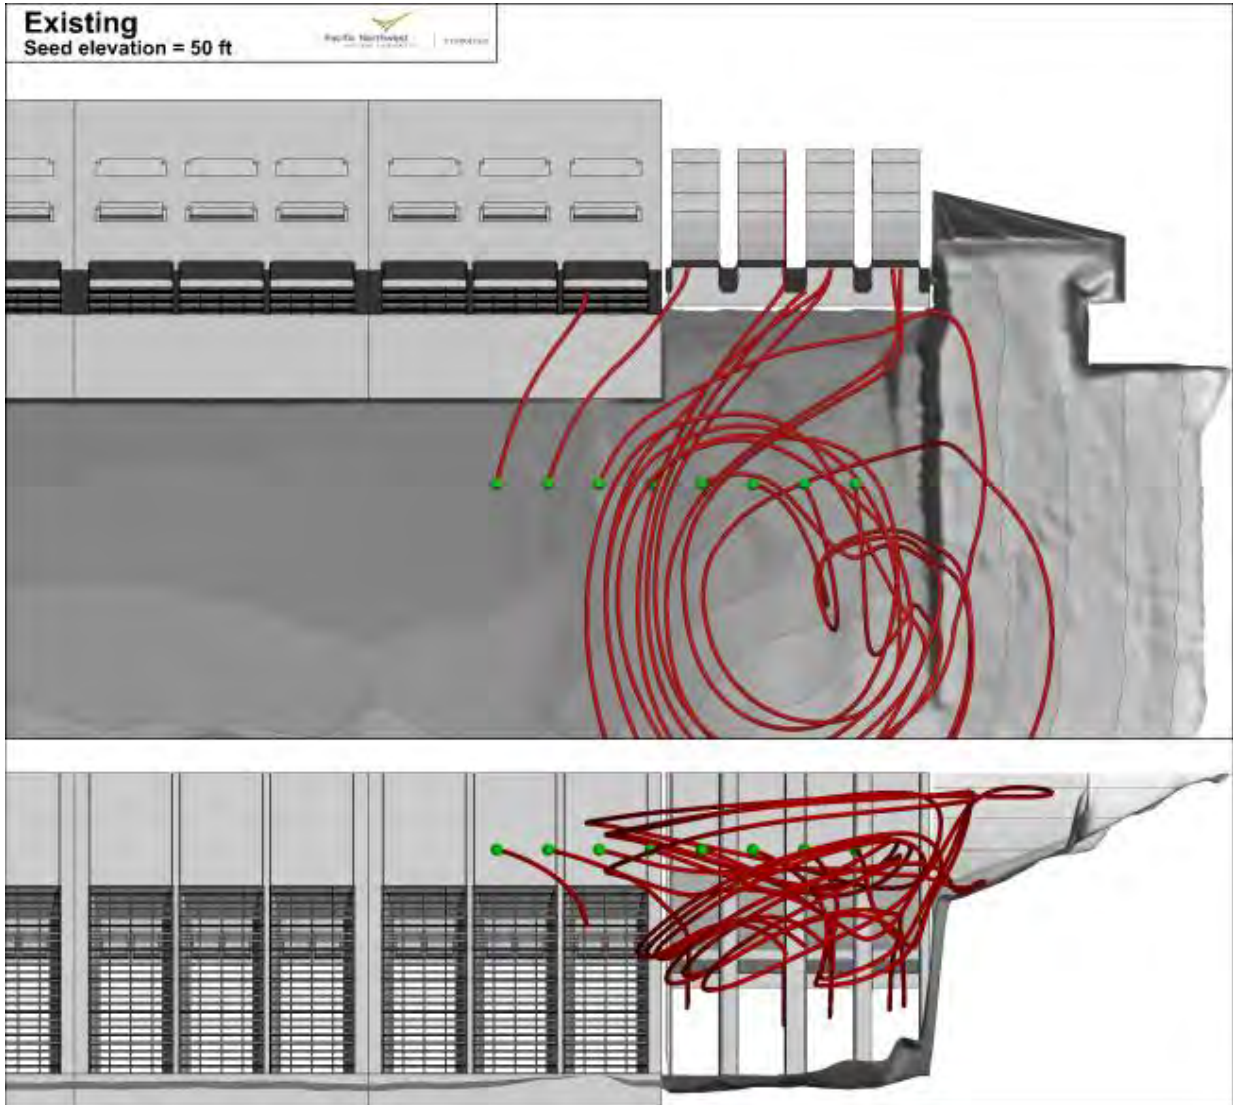 Existing
Seed elevation = 50 ft
Pacific Northwest